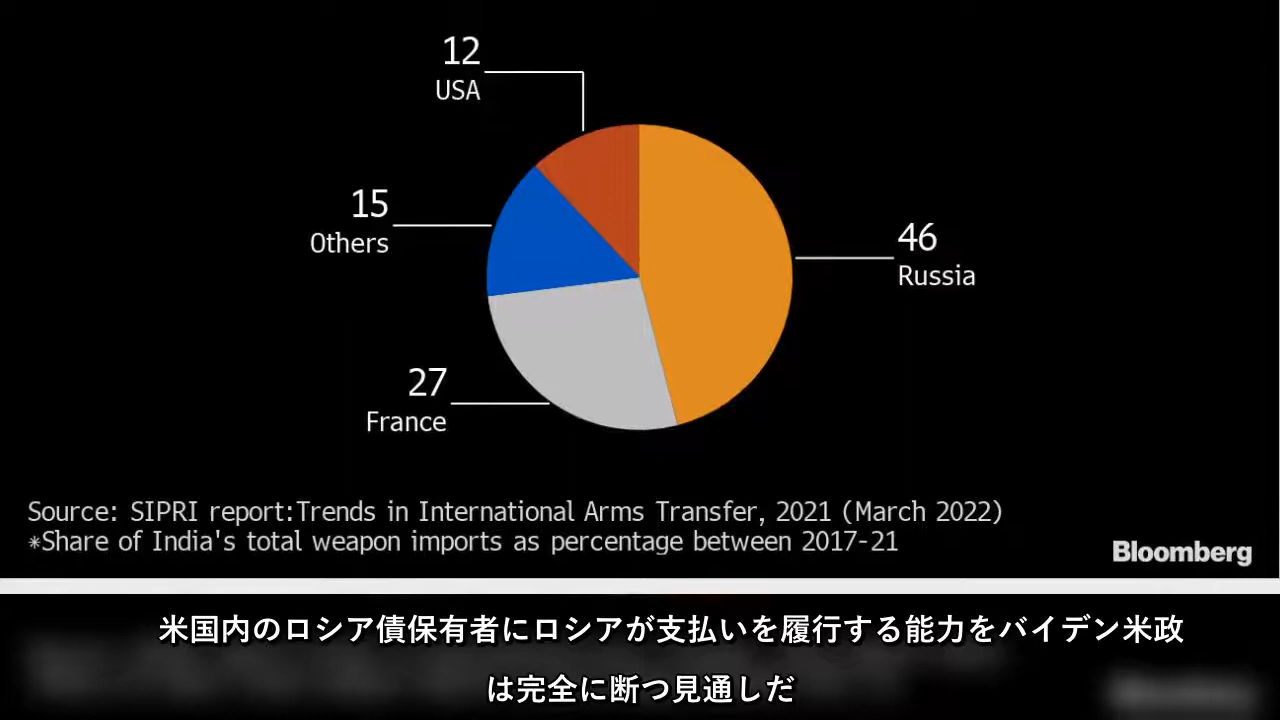 12
USA
15
Others
46
Russia
27
France
Source: SIPRI report:Trends in International Arms Transfer, 2021 (March 2022)
*Share of India's total weapon imports as percentage between 2017-21
Bloomberg
米国内のロシア債保有者にロシアが支払いを履行する能力をバイデン米政
は完全に断つ見通しだ